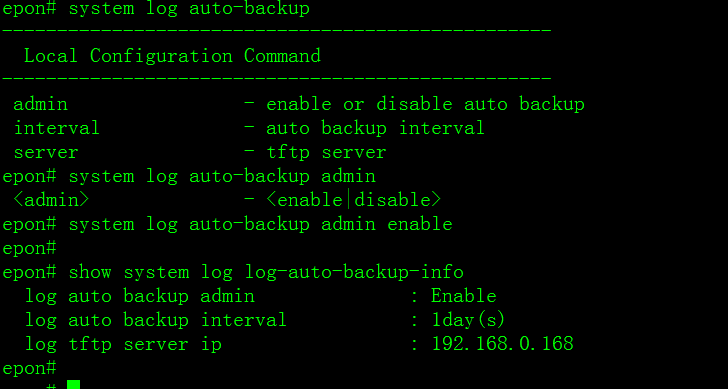 epon# system log auto-backup
--------------------------------------------------
Local Configuration Command
--------------------------------------------------
admin - enable or disable auto backup
interval - auto backup interval
server - tftp server
epon# system log auto-backup admin
<admin> - <enable|disable>
epon# system log auto-backup admin enable
epon#
epon# show system log log-auto-backup-info
log auto backup admin : Enable
log auto backup interval : 1day(s)
log tftp server ip : 192.168.0.168
epon#